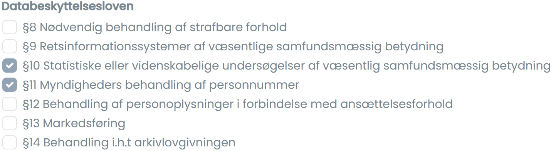 Databeskyttelsesloven
§8 Nødvendig behandling af strafbare forhold
§9 Retsinformationssystemer af væsentlige samfundsmæssig betydning
§10 Statistiske eller videnskabelige undersøgelser af væsentlig samfundsmæssig betydning
§11 Myndigheders behandling af personnummer
§12 Behandling af personoplysninger i forbindelse med ansættelsesforhold
§13 Markedsføring
§14 Behandling i.h.t arkivlovgivningen